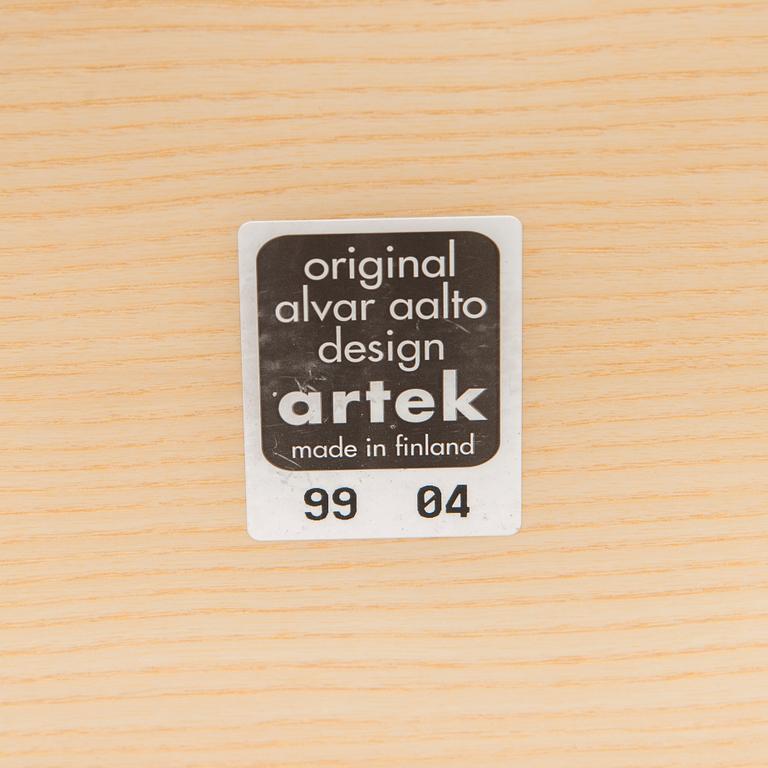 original
alvar aalto
design
artek
made in finland
99 04